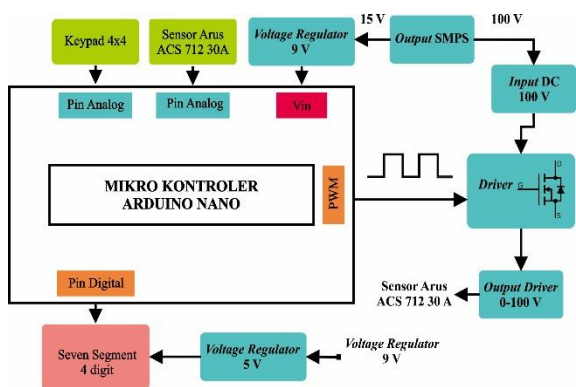 Keypad 4x4
Sensor Arus
ACS 712 30A
Voltage Regulator
9 V
15 V
Output SMPS
100 V
Input DC
100 V
Pin Analog
Pin Analog
Vin
MIKRO KONTROLER
ARDUINO NANO
PWM
Driver
D
G
S
Pin Digital
Sensor Arus
ACS 712 30 A
Output Driver
0-100 V
Seven Segment
4 digit
Voltage Regulator
5 V
Voltage Regulator
9 V